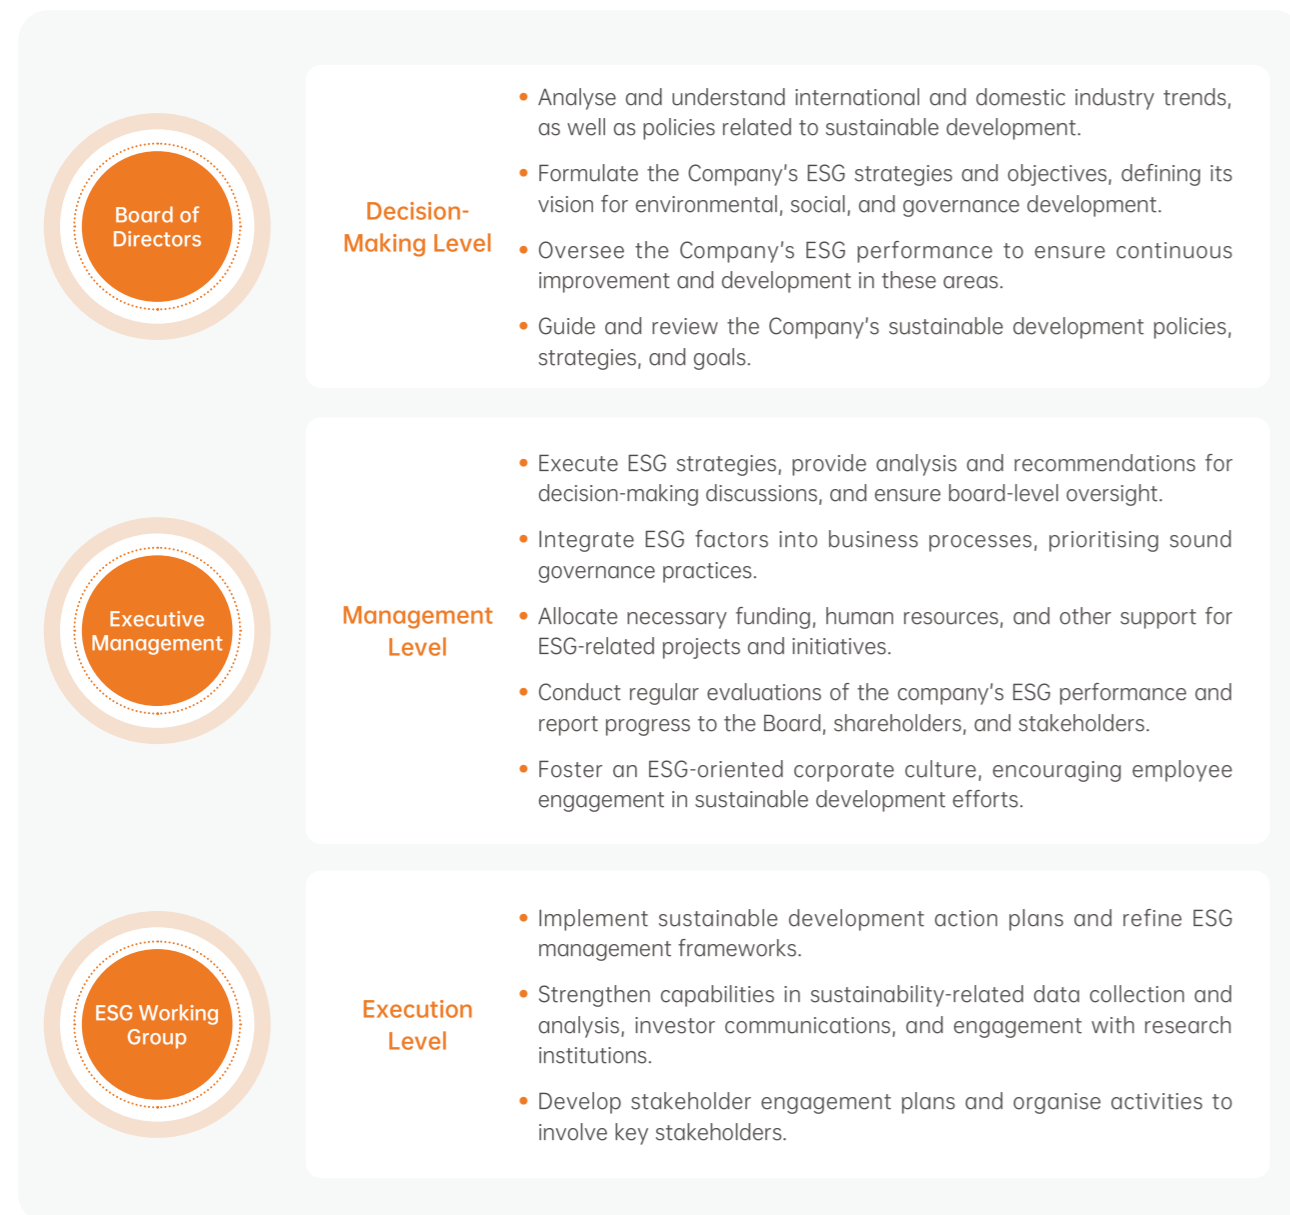 Board of
Directors
Decision-
Making Level
• Analyse and understand international and domestic industry trends,
as well as policies related to sustainable development.
• Formulate the Company's ESG strategies and objectives, defining its
vision for environmental, social, and governance development.
• Oversee the Company's ESG performance to ensure continuous
improvement and development in these areas.
• Guide and review the Company's sustainable development policies,
strategies, and goals.
Executive
Management
Management
Level
• Execute ESG strategies, provide analysis and recommendations for
decision-making discussions, and ensure board-level oversight.
• Integrate ESG factors into business processes, prioritising sound
governance practices.
• Allocate necessary funding, human resources, and other support for
ESG-related projects and initiatives.
• Conduct regular evaluations of the company's ESG performance and
report progress to the Board, shareholders, and stakeholders.
• Foster an ESG-oriented corporate culture, encouraging employee
engagement in sustainable development efforts.
ESG Working
Group
Execution
Level
• Implement sustainable development action plans and refine ESG
management frameworks.
• Strengthen capabilities in sustainability-related data collection and
analysis, investor communications, and engagement with research
institutions.
• Develop stakeholder engagement plans and organise activities to
involve key stakeholders.